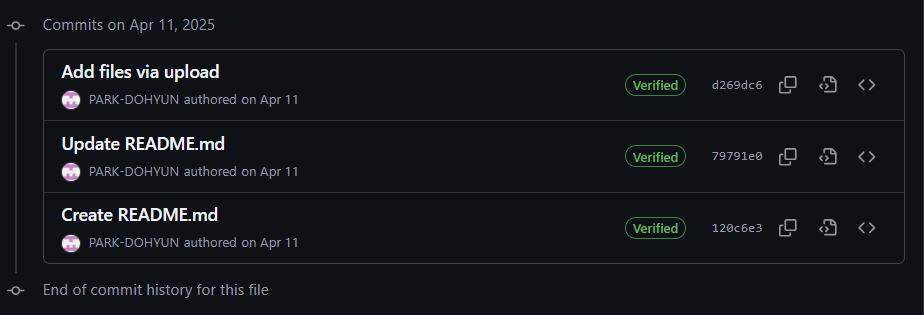 Commits on Apr 11, 2025
Add files via upload
PARK-DOHYUN authored on Apr 11
Verified
d269dc6
Update README.md
PARK-DOHYUN authored on Apr 11
Verified
79791e0
Create README.md
PARK-DOHYUN authored on Apr 11
Verified
120c6e3
End of commit history for this file